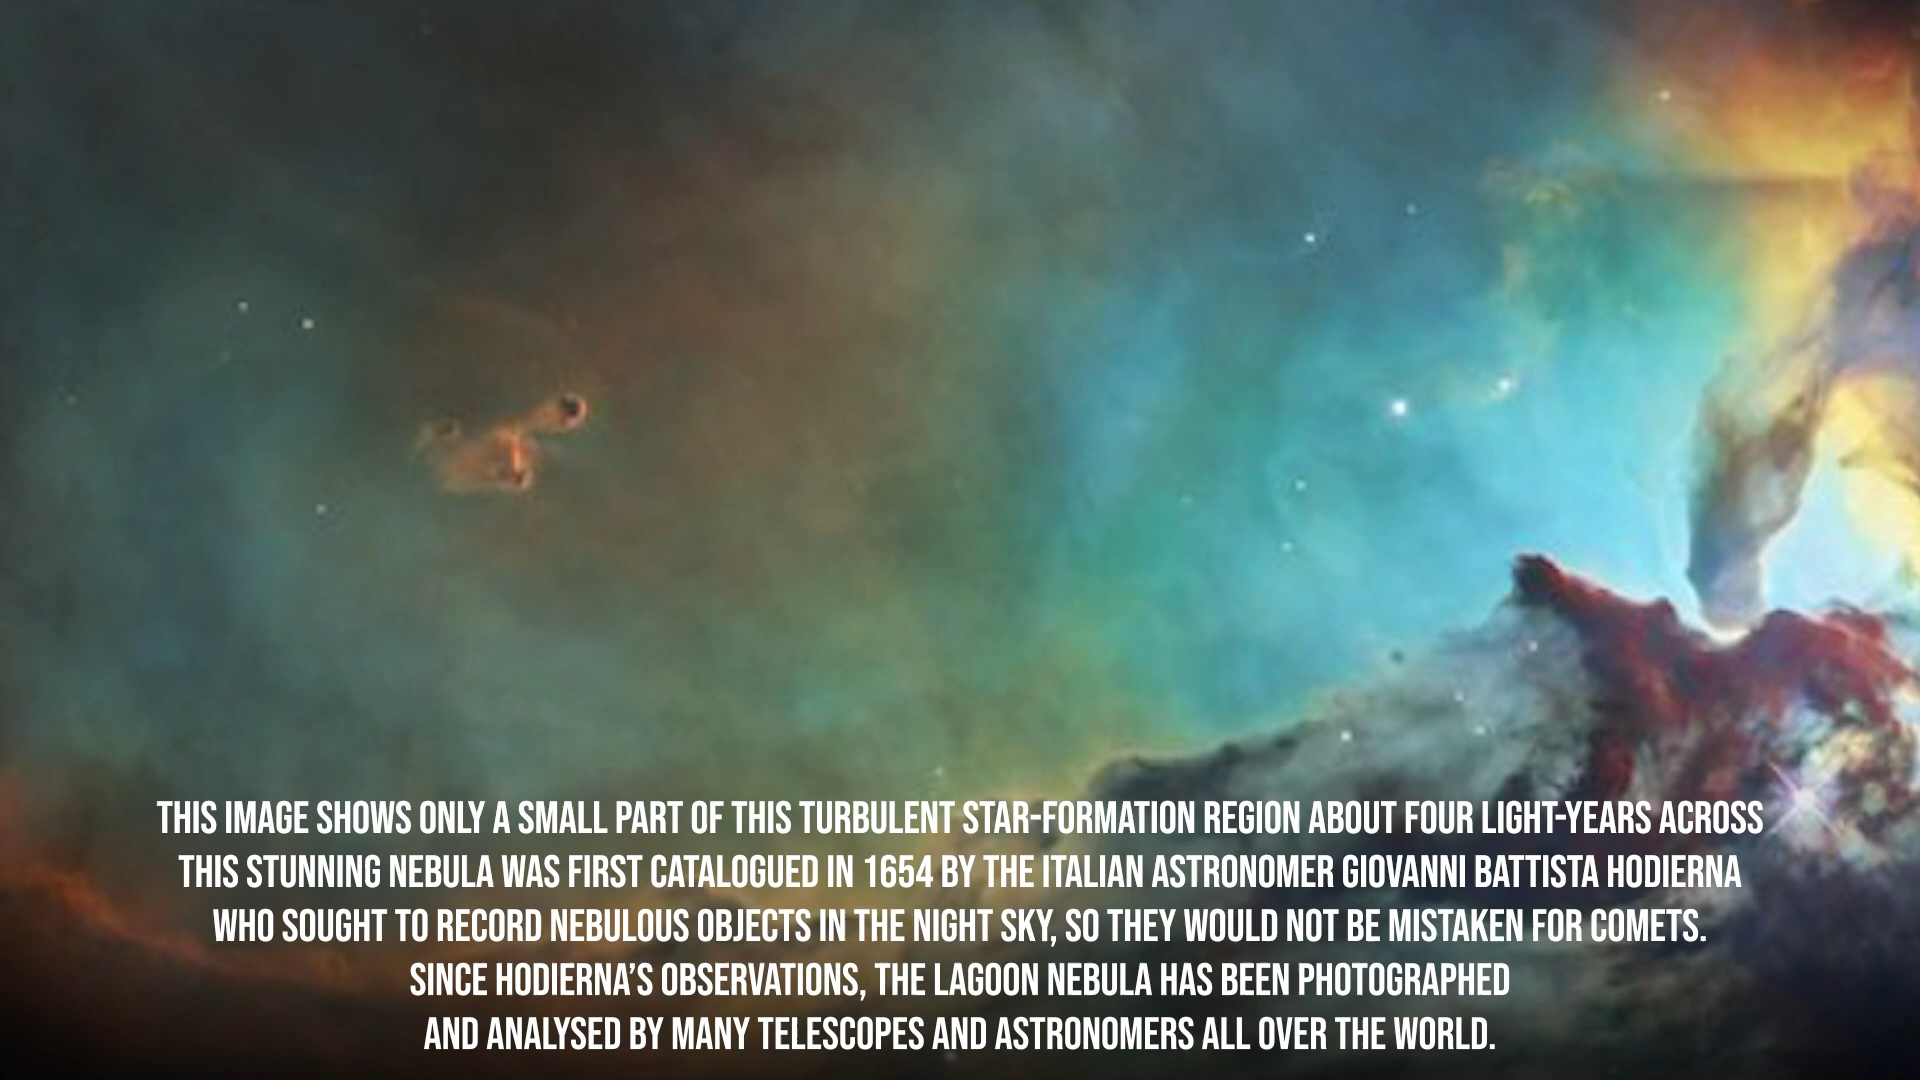 THIS IMAGE SHOWS ONLY A SMALL PART OF THIS TURBULENT STAR-FORMATION REGION ABOUT FOUR LIGHT-YEARS ACROSS
THIS STUNNING NEBULA WAS FIRST CATALOGUED IN 1654 BY THE ITALIAN ASTRONOMER GIOVANNI BATTISTA HODIERNA
WHO SOUGHT TO RECORD NEBULOUS OBJECTS IN THE NIGHT SKY, SO THEY WOULD NOT BE MISTAKEN FOR COMETS.
SINCE HODIERNA’S OBSERVATIONS, THE LAGOON NEBULA HAS BEEN PHOTOGRAPHED
AND ANALYSED BY MANY TELESCOPES AND ASTRONOMERS ALL OVER THE WORLD.